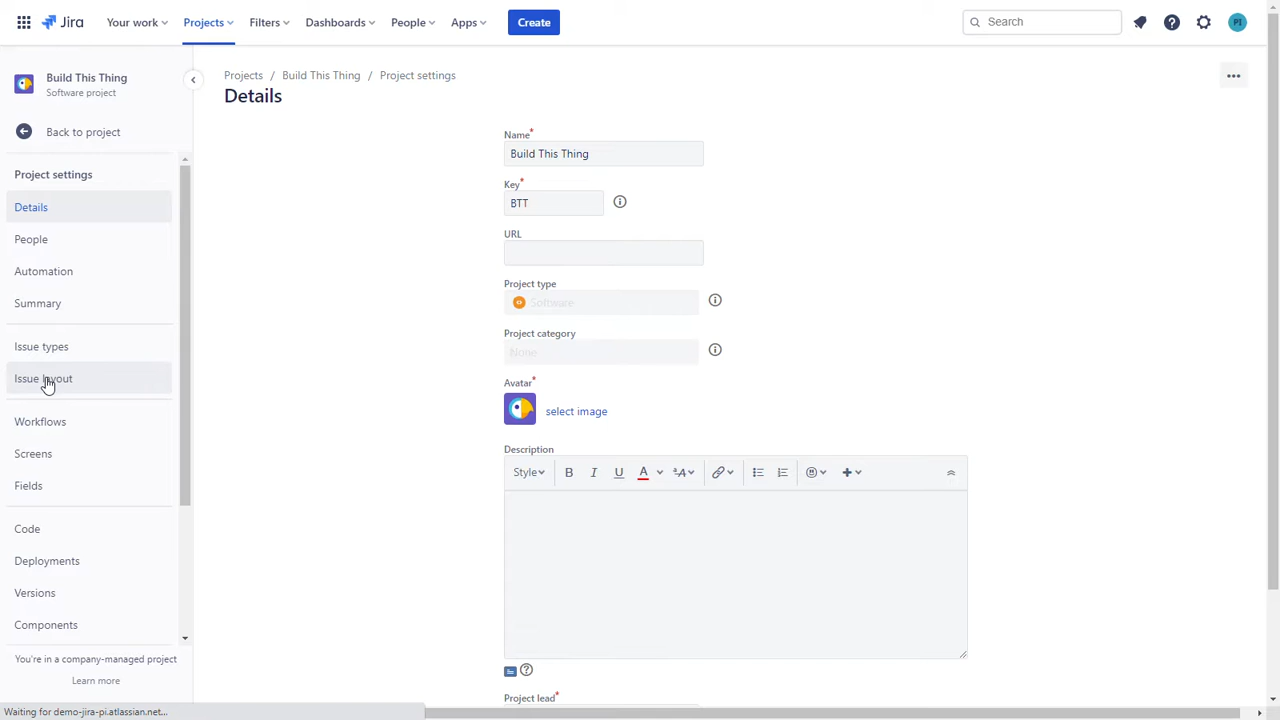 Jira Your work Projects Filters Dashboards People Apps Create Search PI
Build This Thing
Software project
Back to project
Project settings
Details
People
Automation
Summary
Issue types
Issue layout
Workflows
Screens
Fields
Code
Deployments
Versions
Components
You're in a company-managed project
Learn more
Waiting for demo-jira-pi.atlassian.net...
Projects / Build This Thing / Project settings
Details
Name*
Build This Thing
Key*
BTT
URL
Project type
Software
Project category
None
Avatar*
select image
Description
Style B I U A A
Project lead*